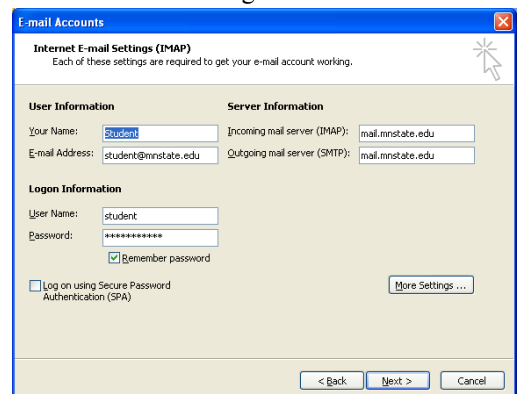 E-mail Accounts
Internet E-mail Settings (IMAP)
Each of these settings are required to get your e-mail account working.
User Information
Your Name: Student
E-mail Address: student@mnstate.edu
Server Information
Incoming mail server (IMAP): mail.mnstate.edu
Outgoing mail server (SMTP): mail.mnstate.edu
Logon Information
User Name: student
Password: ***********
Remember password
Log on using Secure Password
Authentication (SPA)
More Settings ...
< Back
Next >
Cancel